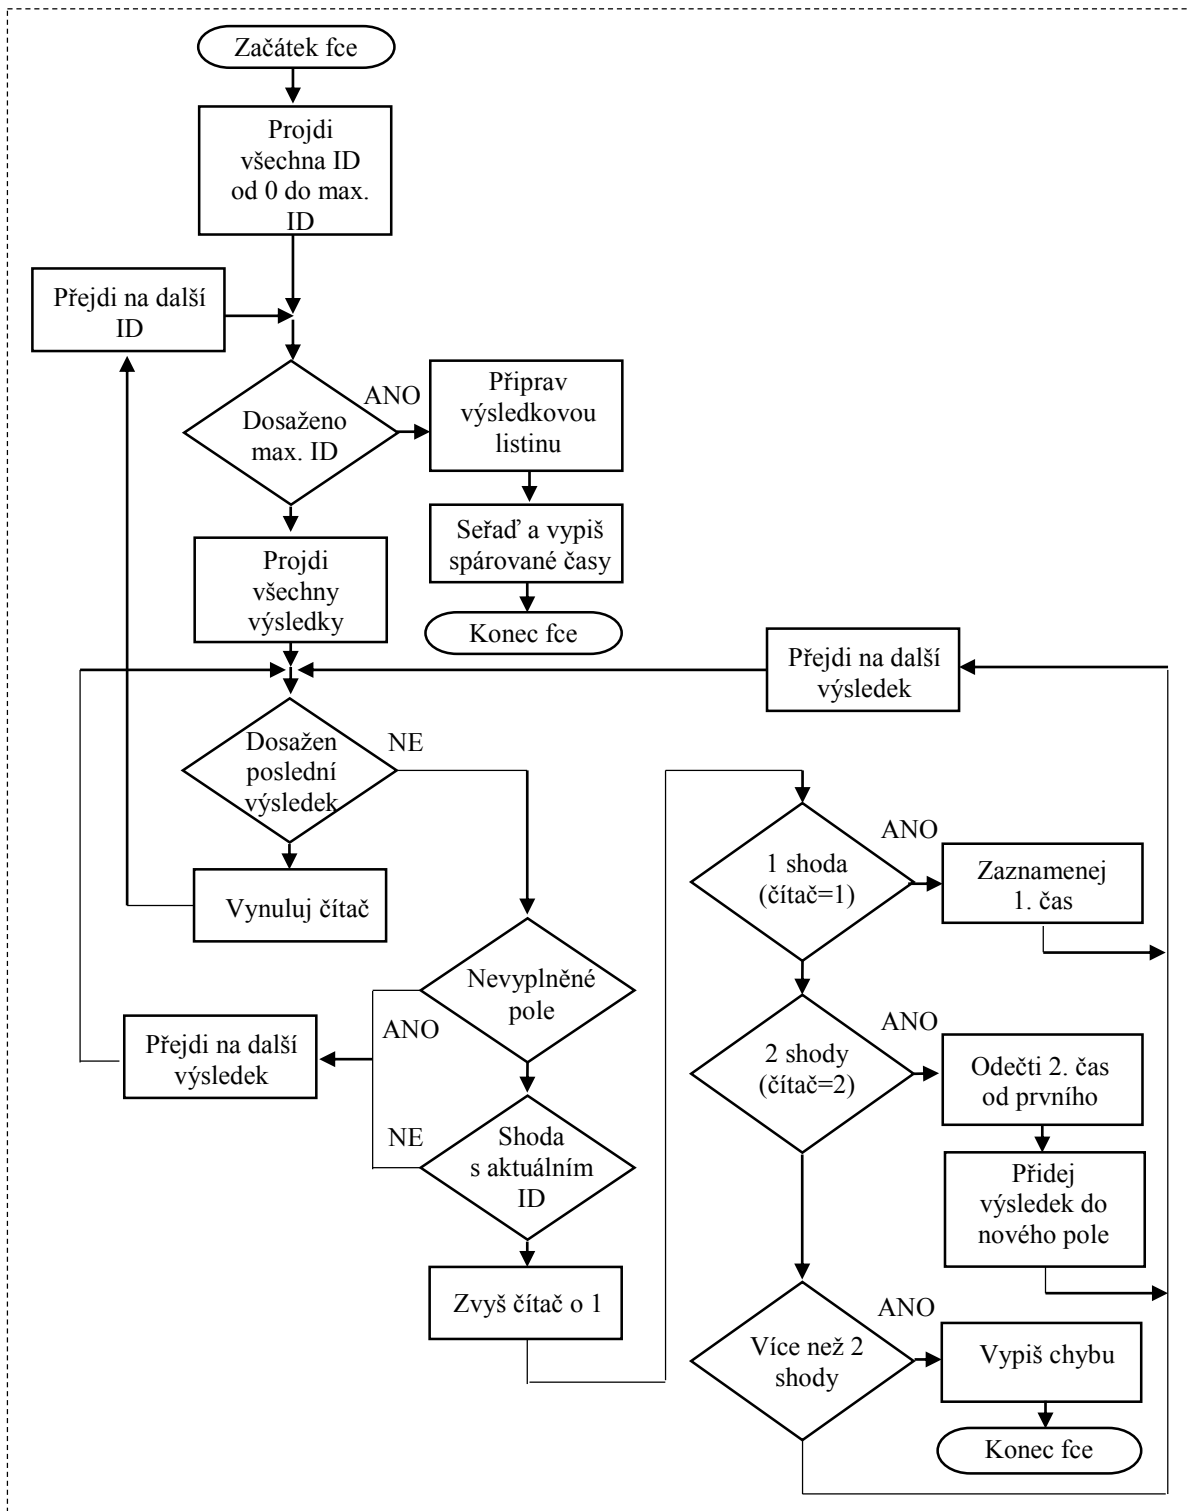 Začátek fce
Projdi
všechna ID
od 0 do max.
ID
Přejdi na další
ID
Dosaženo
max. ID
ANO
Připrav
výsledkovou
listinu
Seřaď a vypiš
spárované časy
Konec fce
Projdi
všechny
výsledky
Přejdi na další
výsledek
Dosažen
poslední
výsledek
NE
Vynuluj čítač
Nevyplněné
pole
ANO
Přejdi na další
výsledek
NE
Shoda
s aktuálním
ID
Zvyš čítač o 1
1 shoda
(čítač=1)
ANO
Zaznamenej
1. čas
2 shody
(čítač=2)
ANO
Odečti 2. čas
od prvního
Přidej
výsledek do
nového pole
Více než 2
shody
ANO
Vypiš chybu
Konec fce